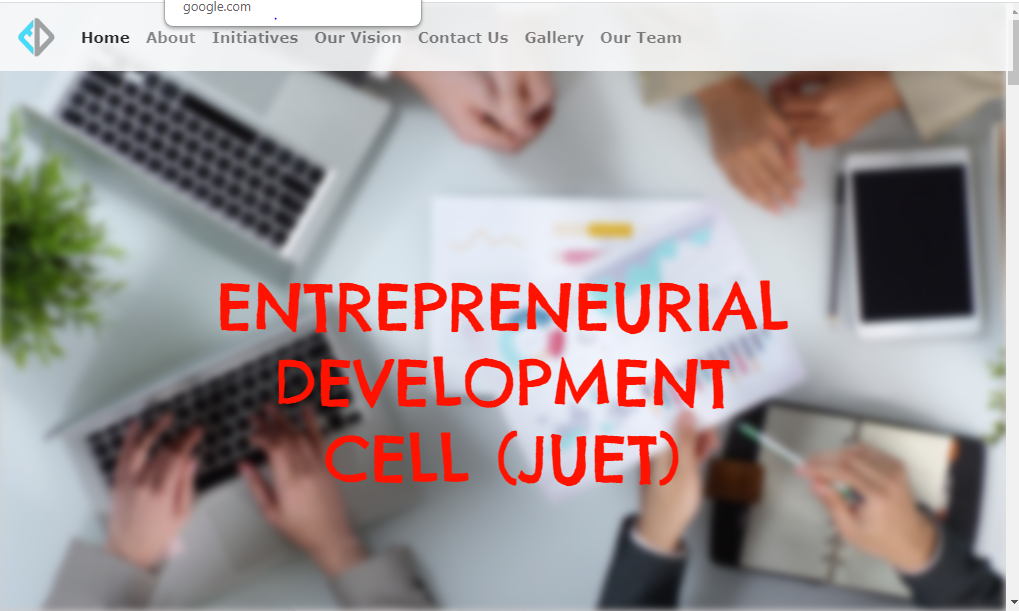 google.com
Home About Initiatives Our Vision Contact Us Gallery Our Team
ENTREPRENEURIAL
DEVELOPMENT
CELL (JUET)